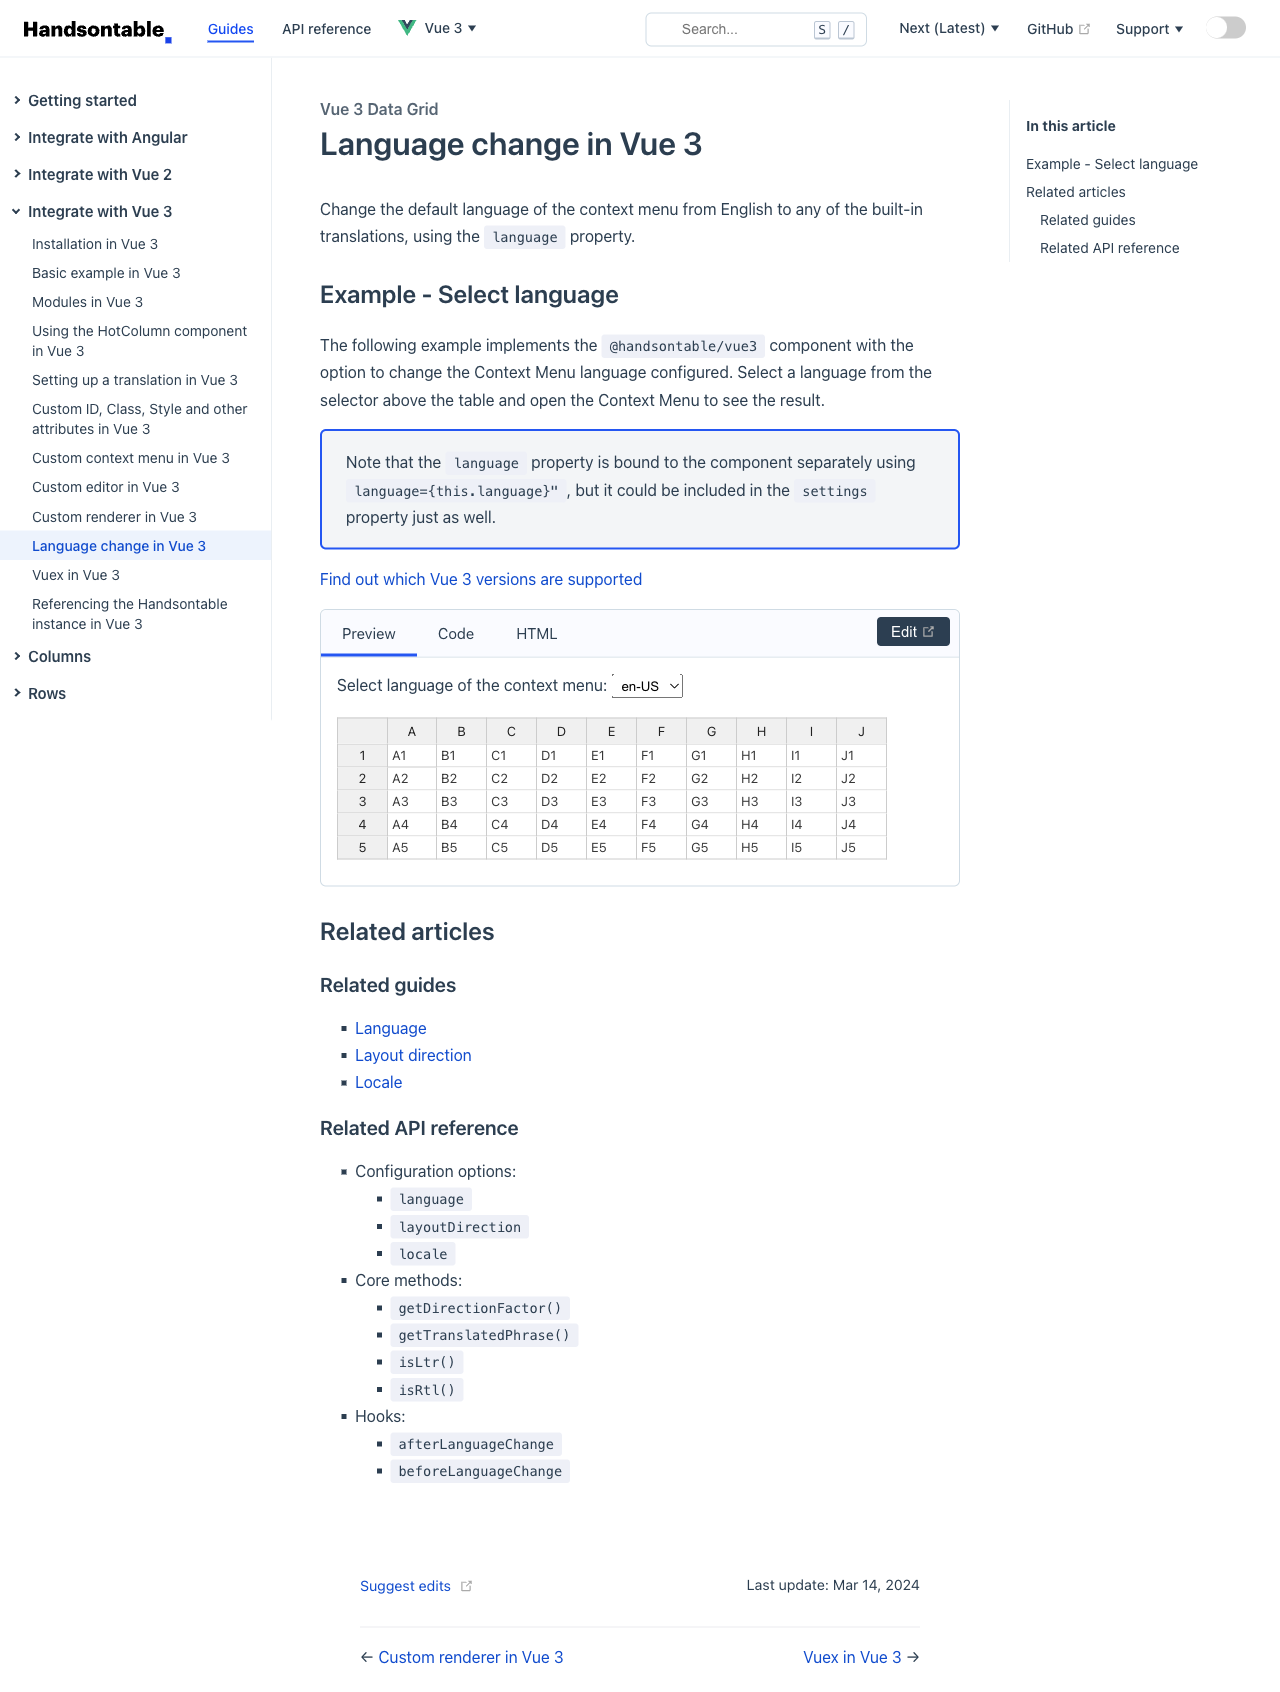 Handsontable. Guides API reference Vue 3 ▼ Search... S / Next (Latest) ▼ GitHub Support ▼
Getting started
Integrate with Angular
Integrate with Vue 2
Integrate with Vue 3
Installation in Vue 3
Basic example in Vue 3
Modules in Vue 3
Using the HotColumn component
in Vue 3
Setting up a translation in Vue 3
Custom ID, Class, Style and other
attributes in Vue 3
Custom context menu in Vue 3
Custom editor in Vue 3
Custom renderer in Vue 3
Language change in Vue 3
Vuex in Vue 3
Referencing the Handsontable
instance in Vue 3
Columns
Rows
Vue 3 Data Grid
Language change in Vue 3
Change the default language of the context menu from English to any of the built-in
translations, using the language property.
Example - Select language
The following example implements the @handsontable/vue3 component with the
option to change the Context Menu language configured. Select a language from the
selector above the table and open the Context Menu to see the result.
Note that the language property is bound to the component separately using
language={this.language}" , but it could be included in the settings
property just as well.
Find out which Vue 3 versions are supported
Preview Code HTML Edit
Select language of the context menu: en-US
A B C D E F G H I J
1 A1 B1 C1 D1 E1 F1 G1 H1 I1 J1
2 A2 B2 C2 D2 E2 F2 G2 H2 I2 J2
3 A3 B3 C3 D3 E3 F3 G3 H3 I3 J3
4 A4 B4 C4 D4 E4 F4 G4 H4 I4 J4
5 A5 B5 C5 D5 E5 F5 G5 H5 I5 J5
Related articles
Related guides
Language
Layout direction
Locale
Related API reference
Configuration options:
language
layoutDirection
locale
Core methods:
getDirectionFactor()
getTranslatedPhrase()
isLtr()
isRtl()
Hooks:
afterLanguageChange
beforeLanguageChange
Suggest edits Last update: Mar 14, 2024
← Custom renderer in Vue 3 Vuex in Vue 3 →
In this article
Example - Select language
Related articles
Related guides
Related API reference